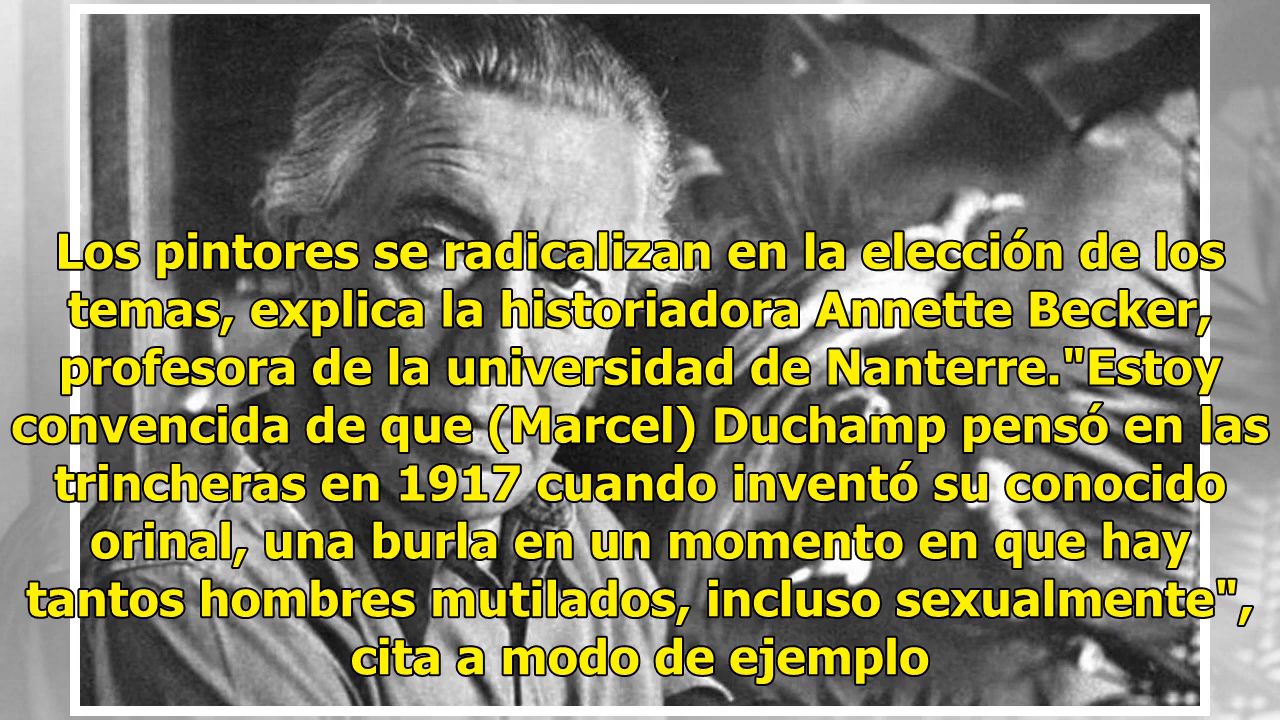 Los pintores se radicalizan en la elección de los
temas, explica la historiadora Annette Becker,
profesora de la universidad de Nanterre."Estoy
convencida de que (Marcel) Duchamp pensó en las
trincheras en 1917 cuando inventó su conocido
orinal, una burla en un momento en que hay
tantos hombres mutilados, incluso sexualmente",
cita a modo de ejemplo